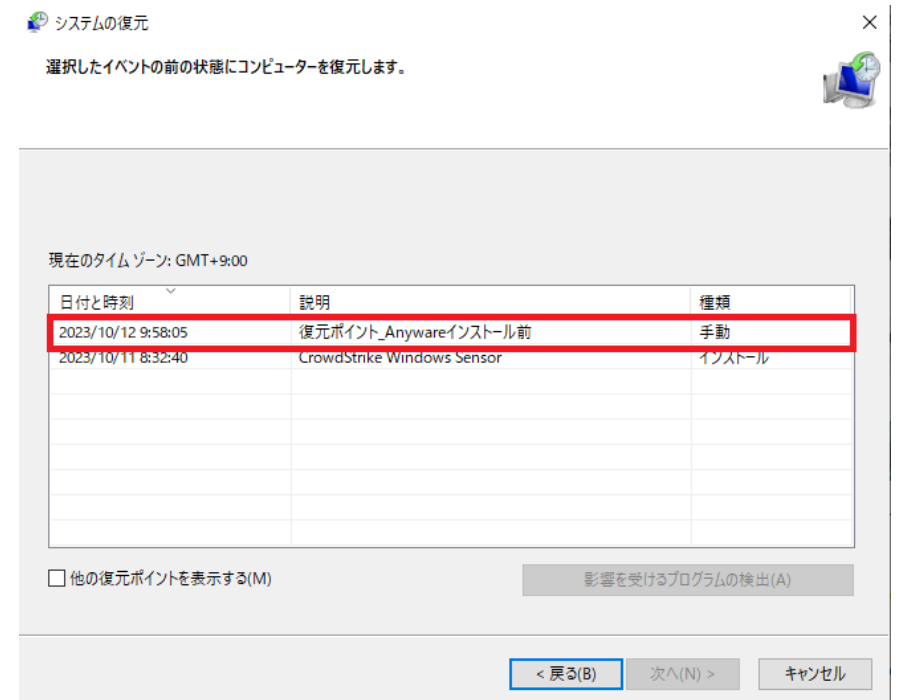 システムの復元
選択したイベントの前の状態にコンピューターを復元します。
現在のタイム ゾーン: GMT+9:00
日付と時刻 説明 種類
2023/10/12 9:58:05 復元ポイント_Anywareインストール前 手動
2023/10/11 8:32:40 CrowdStrike Windows Sensor インストール
他の復元ポイントを表示する(M) 影響を受けるプログラムの検出(A)
< 戻る(B) 次へ(N) > キャンセル